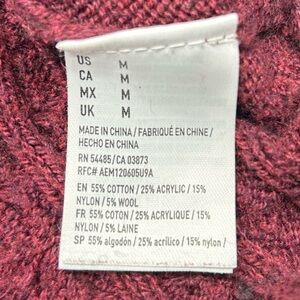 US M
CA M
MX M
UK M
MADE IN CHINA / FABRIQUÉ EN CHINE /
HECHO EN CHINA
RN 54485 / CA 03873
RFC# AEM120605U9A
EN 55% COTTON / 25% ACRYLIC / 15%
NYLON / 5% WOOL
FR 55% COTON / 25% ACRYLIQUE / 15%
NYLON / 5% LAINE
SP 55% algodón / 25% acrílico / 15% nylon /